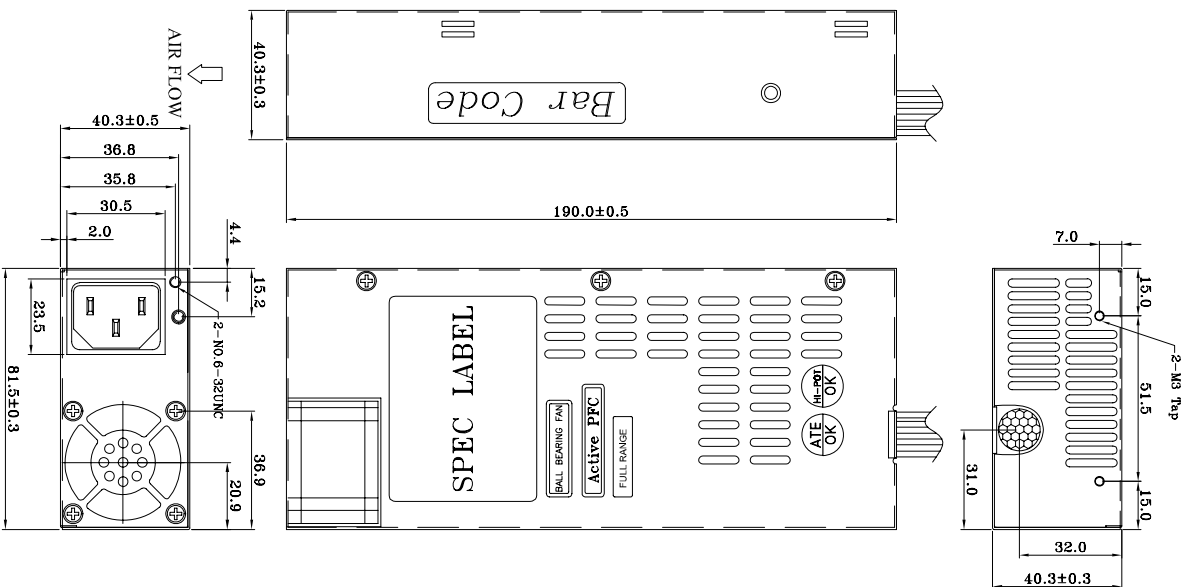 AIR FLOW
40.3±0.3
Bar Code
40.3±0.5
36.8
35.8
30.5
2.0
190.0±0.5
4.4
15.2
23.5
2-NO.6-32UNC
81.5±0.3
36.9
20.9
SPEC LABEL
BALL BEARING FAN
Active PFC
FULL RANGE
HI-POT
OK
ATE
OK
7.0
15.0
2-M3 Tap
51.5
31.0
15.0
32.0
40.3±0.3